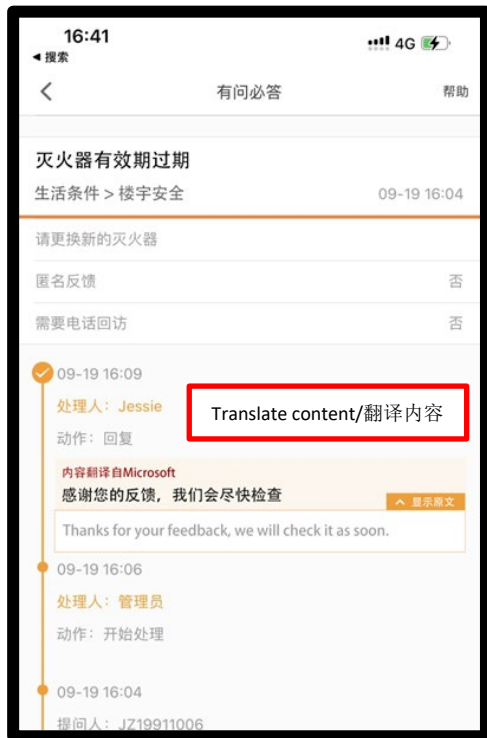 16:41
4G
◀ 搜索
有问必答
帮助
灭火器有效期过期
生活条件 > 楼宇安全
09-19 16:04
请更换新的灭火器
匿名反馈
否
需要电话回访
否
09-19 16:09
处理人：Jessie
Translate content/翻译内容
动作：回复
内容翻译自Microsoft
感谢您的反馈，我们会尽快检查
显示原文
Thanks for your feedback, we will check it as soon.
09-19 16:06
处理人：管理员
动作：开始处理
09-19 16:04
提问人：JZ19911006